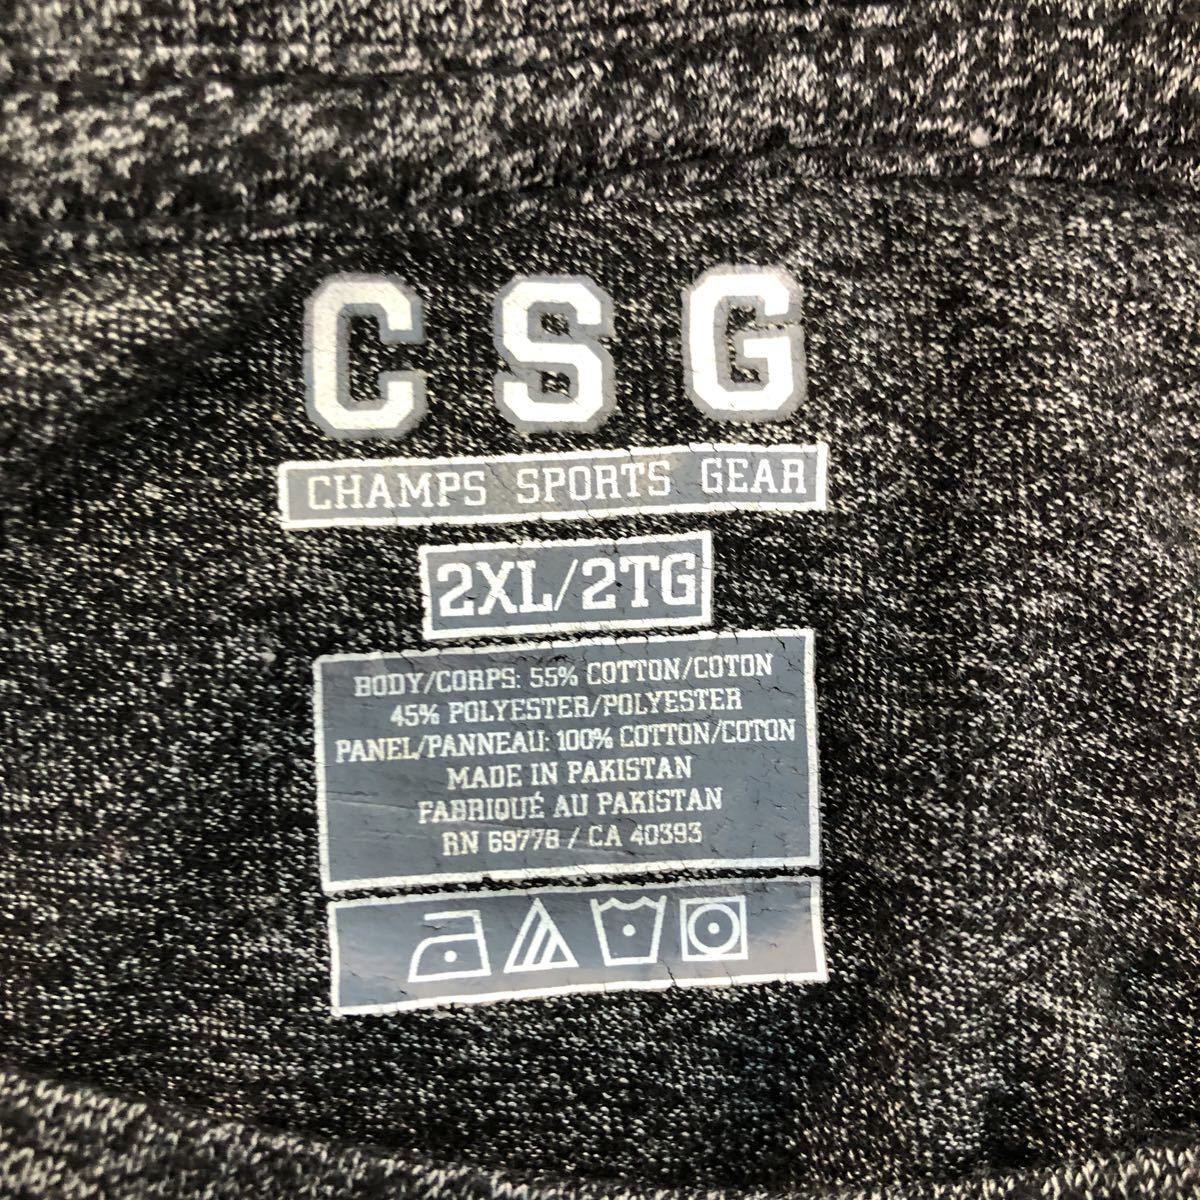 CSG
CHAMPS SPORTS GEAR
2XL/2TG
BODY/CORPS: 55% COTTON/COTON
45% POLYESTER/POLYESTER
PANEL/PANNEAU: 100% COTTON/COTON
MADE IN PAKISTAN
FABRIQUÉ AU PAKISTAN
RN 69778 / CA 40393